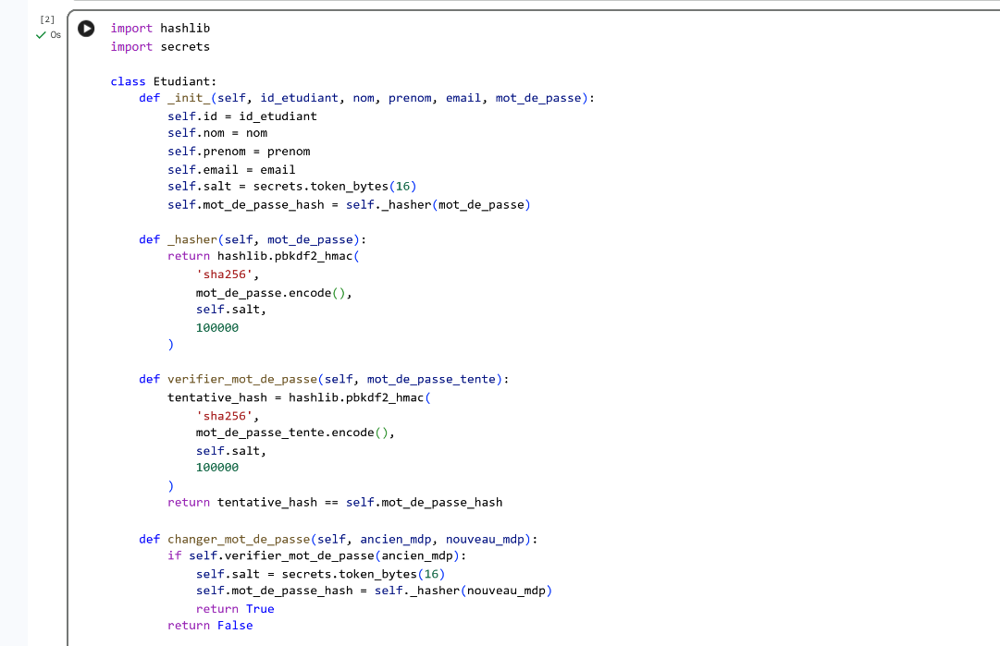 [2]
0s
import hashlib
import secrets
class Etudiant:
    def _init_(self, id_etudiant, nom, prenom, email, mot_de_passe):
        self.id = id_etudiant
        self.nom = nom
        self.prenom = prenom
        self.email = email
        self.salt = secrets.token_bytes(16)
        self.mot_de_passe_hash = self._hasher(mot_de_passe)
    def _hasher(self, mot_de_passe):
        return hashlib.pbkdf2_hmac(
            'sha256',
            mot_de_passe.encode(),
            self.salt,
            100000
        )
    def verifier_mot_de_passe(self, mot_de_passe_tente):
        tentative_hash = hashlib.pbkdf2_hmac(
            'sha256',
            mot_de_passe_tente.encode(),
            self.salt,
            100000
        )
        return tentative_hash == self.mot_de_passe_hash
    def changer_mot_de_passe(self, ancien_mdp, nouveau_mdp):
        if self.verifier_mot_de_passe(ancien_mdp):
            self.salt = secrets.token_bytes(16)
            self.mot_de_passe_hash = self._hasher(nouveau_mdp)
            return True
        return False